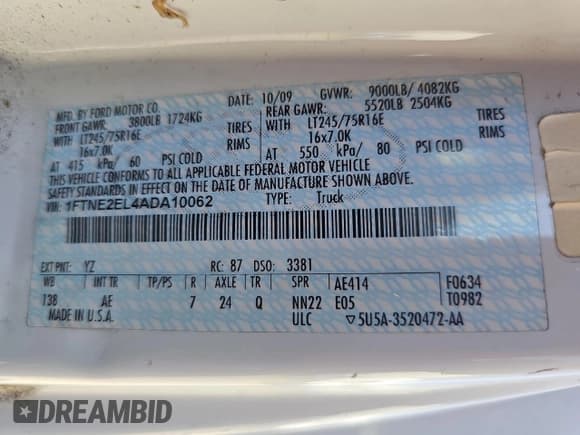 MFD. BY FORD MOTOR CO. DATE: 10/09 GVWR: 9000LB/ 4082KG
FRONT GAWR: 3800LB 1724KG REAR GAWR: 5520LB 2504KG
WITH LT245/75R16E TIRES WITH LT245/75R16E TIRES
16x7.0K RIMS 16x7.0K RIMS
AT 415 kPa/ 60 PSI COLD AT 550 kPa/ 80 PSI COLD
THIS VEHICLE CONFORMS TO ALL APPLICABLE FEDERAL MOTOR VEHICLE
SAFETY STANDARDS IN EFFECT ON THE DATE OF MANUFACTURE SHOWN ABOVE.
VIN: 1FTNE2EL4ADA10062 TYPE: Truck
EXT PNT: YZ RC: 87 DSO: 3381
WB INT TR TP/PS R AXLE TR SPR AE414 F0634
138 AE 7 24 Q NN22 E05 T0982
MADE IN U.S.A. ULC ▽5U5A-3520472-AA
DREAMBID